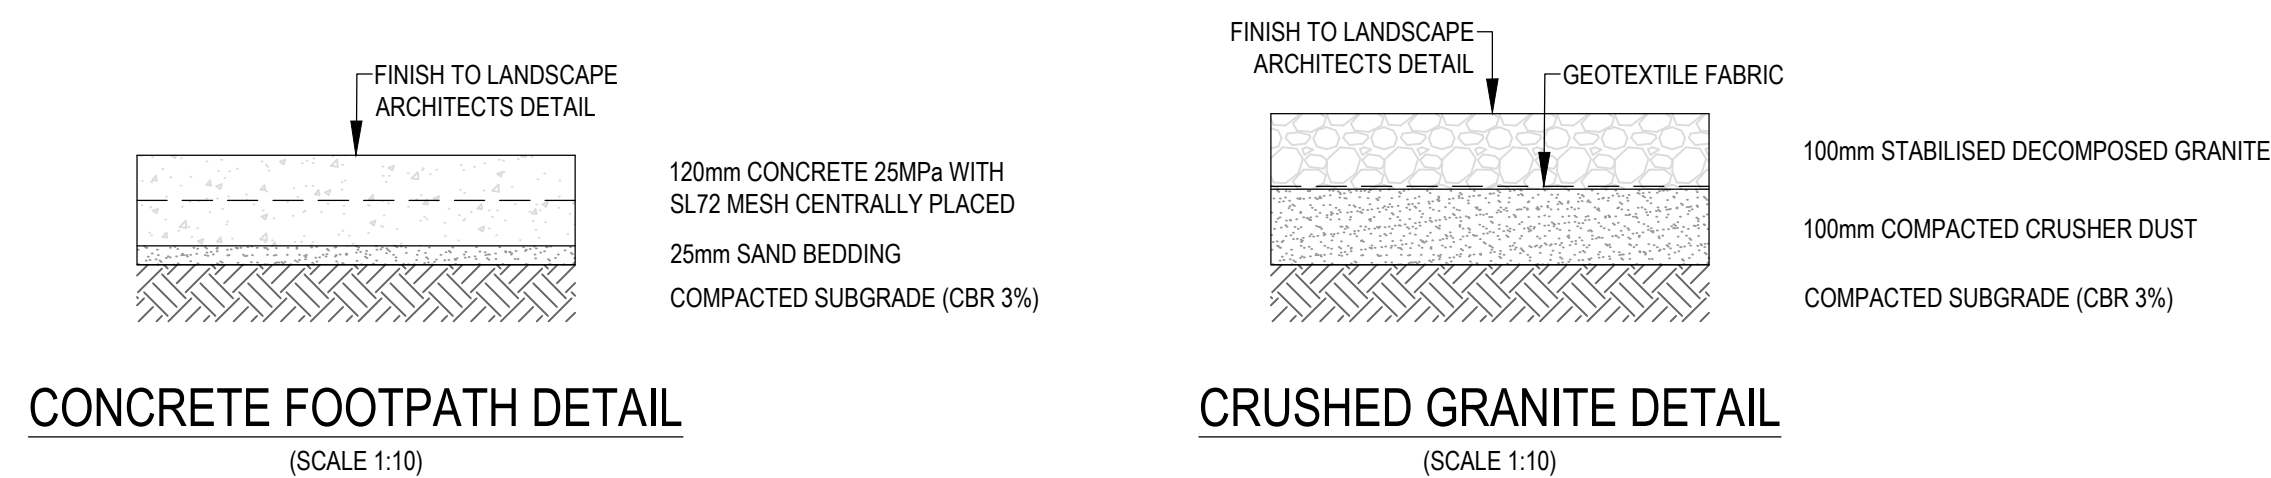 FINISH TO LANDSCAPE
ARCHITECTS DETAIL
120mm CONCRETE 25MPa WITH
SL72 MESH CENTRALLY PLACED
25mm SAND BEDDING
COMPACTED SUBGRADE (CBR 3%)
CONCRETE FOOTPATH DETAIL
(SCALE 1:10)
FINISH TO LANDSCAPE
ARCHITECTS DETAIL
GEOTEXTILE FABRIC
100mm STABILISED DECOMPOSED GRANITE
100mm COMPACTED CRUSHER DUST
COMPACTED SUBGRADE (CBR 3%)
CRUSHED GRANITE DETAIL
(SCALE 1:10)